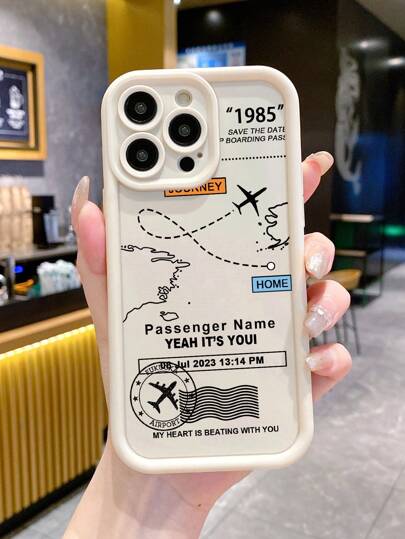 “1985”
SAVE THE DATE
BOARDING PASS
JOURNEY
HOME
Passenger Name
YEAH IT'S YOUI
06 Jul 2023 13:14 PM
AIRPORT
MY HEART IS BEATING WITH YOU